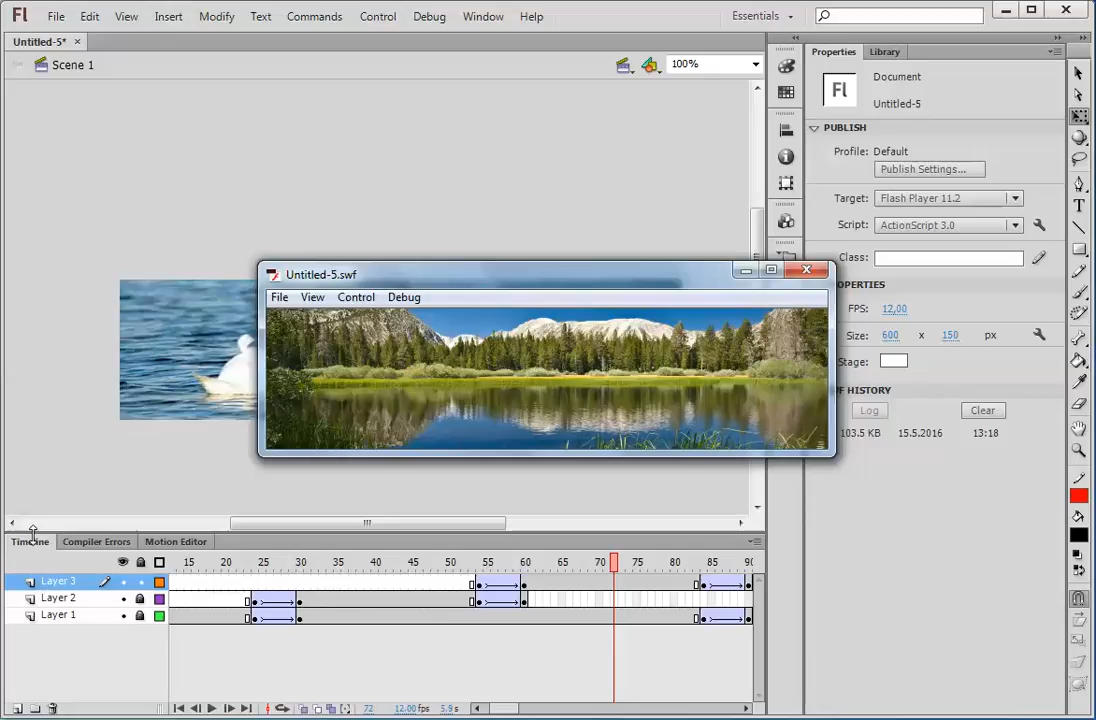 Fl File Edit View Insert Modify Text Commands Control Debug Window Help Essentials
Untitled-5* ×
Scene 1 100%
Properties Library
Fl Document
Untitled-5
PUBLISH
Profile: Default
Publish Settings...
Target: Flash Player 11.2
Script: ActionScript 3.0
Class:
OPERTIES
FPS: 12,00
Size: 600 x 150 px
Stage:
F HISTORY
Log Clear
103.5 KB 15.5.2016 13:18
Untitled-5.swf
File View Control Debug
Timeline Compiler Errors Motion Editor
15 20 25 30 35 40 45 50 55 60 65 70 75 80 85 90
Layer 3
Layer 2
Layer 1
72 12.00 fps 5.9 s